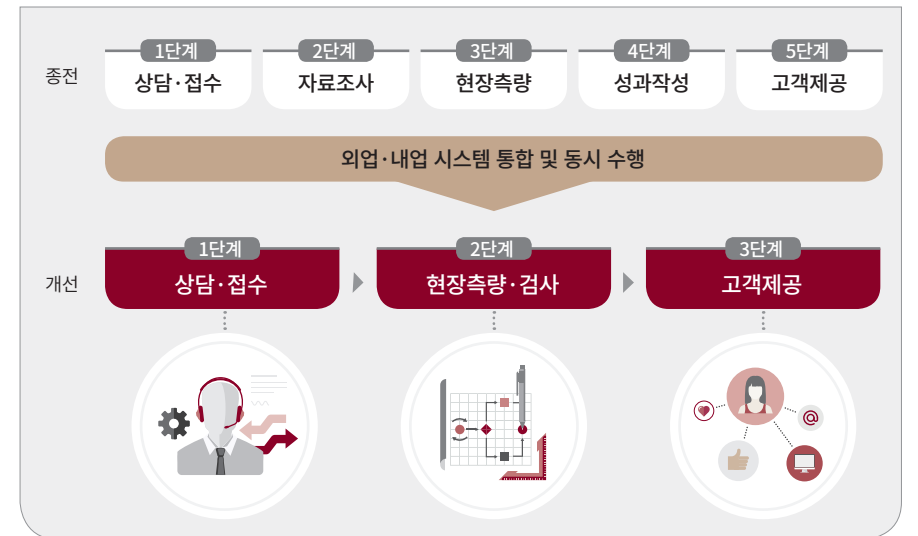 종전
1단계
상담·접수
2단계
자료조사
3단계
현장측량
4단계
성과작성
5단계
고객제공
외업·내업 시스템 통합 및 동시 수행
개선
1단계
상담·접수
2단계
현장측량·검사
3단계
고객제공
@